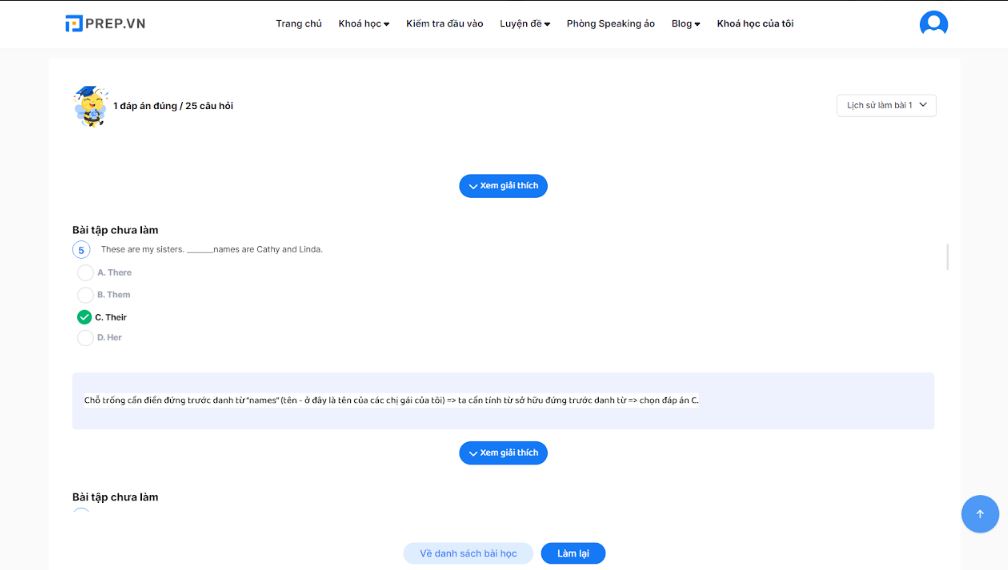 PREP.VN
Trang chủ Khoá học Kiểm tra đầu vào Luyện đề Phòng Speaking ảo Blog Khoá học của tôi
1 đáp án đúng / 25 câu hỏi
Lịch sử làm bài 1
Xem giải thích
Bài tập chưa làm
5 These are my sisters. ______names are Cathy and Linda.
A. There
B. Them
C. Their
D. Her
Chỗ trống cần điền đứng trước danh từ "names" (tên - ở đây là tên của các chị gái của tôi) => ta cần tính từ sở hữu đứng trước danh từ => chọn đáp án C.
Xem giải thích
Bài tập chưa làm
Về danh sách bài học Làm lại